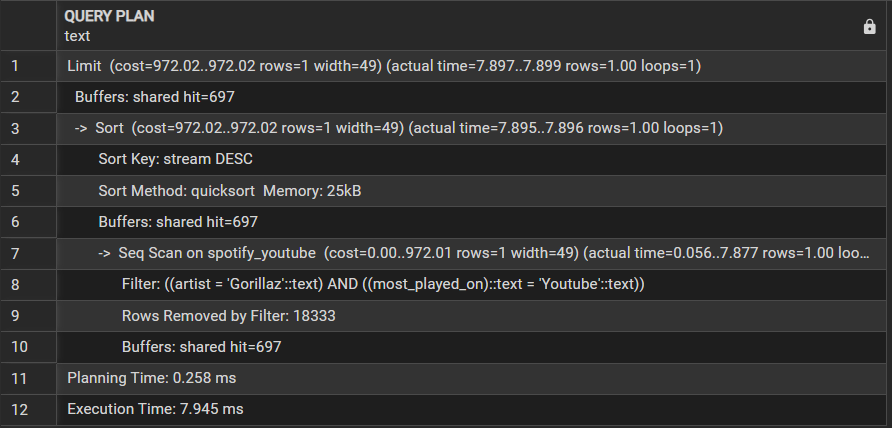 QUERY PLAN
text
1 Limit (cost=972.02..972.02 rows=1 width=49) (actual time=7.897..7.899 rows=1.00 loops=1)
2 Buffers: shared hit=697
3 -> Sort (cost=972.02..972.02 rows=1 width=49) (actual time=7.895..7.896 rows=1.00 loops=1)
4 Sort Key: stream DESC
5 Sort Method: quicksort Memory: 25kB
6 Buffers: shared hit=697
7 -> Seq Scan on spotify_youtube (cost=0.00..972.01 rows=1 width=49) (actual time=0.056..7.877 rows=1.00 loo…
8 Filter: ((artist = 'Gorillaz'::text) AND ((most_played_on)::text = 'Youtube'::text))
9 Rows Removed by Filter: 18333
10 Buffers: shared hit=697
11 Planning Time: 0.258 ms
12 Execution Time: 7.945 ms